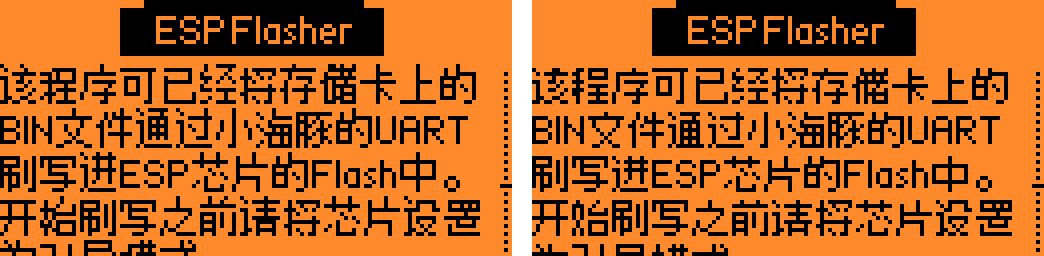 ESP Flasher
该程序可已经将存储卡上的
BIN文件通过小海豚的UART
刷写进ESP芯片的Flash中。
开始刷写之前请将芯片设置
ESP Flasher
该程序可已经将存储卡上的
BIN文件通过小海豚的UART
刷写进ESP芯片的Flash中。
开始刷写之前请将芯片设置